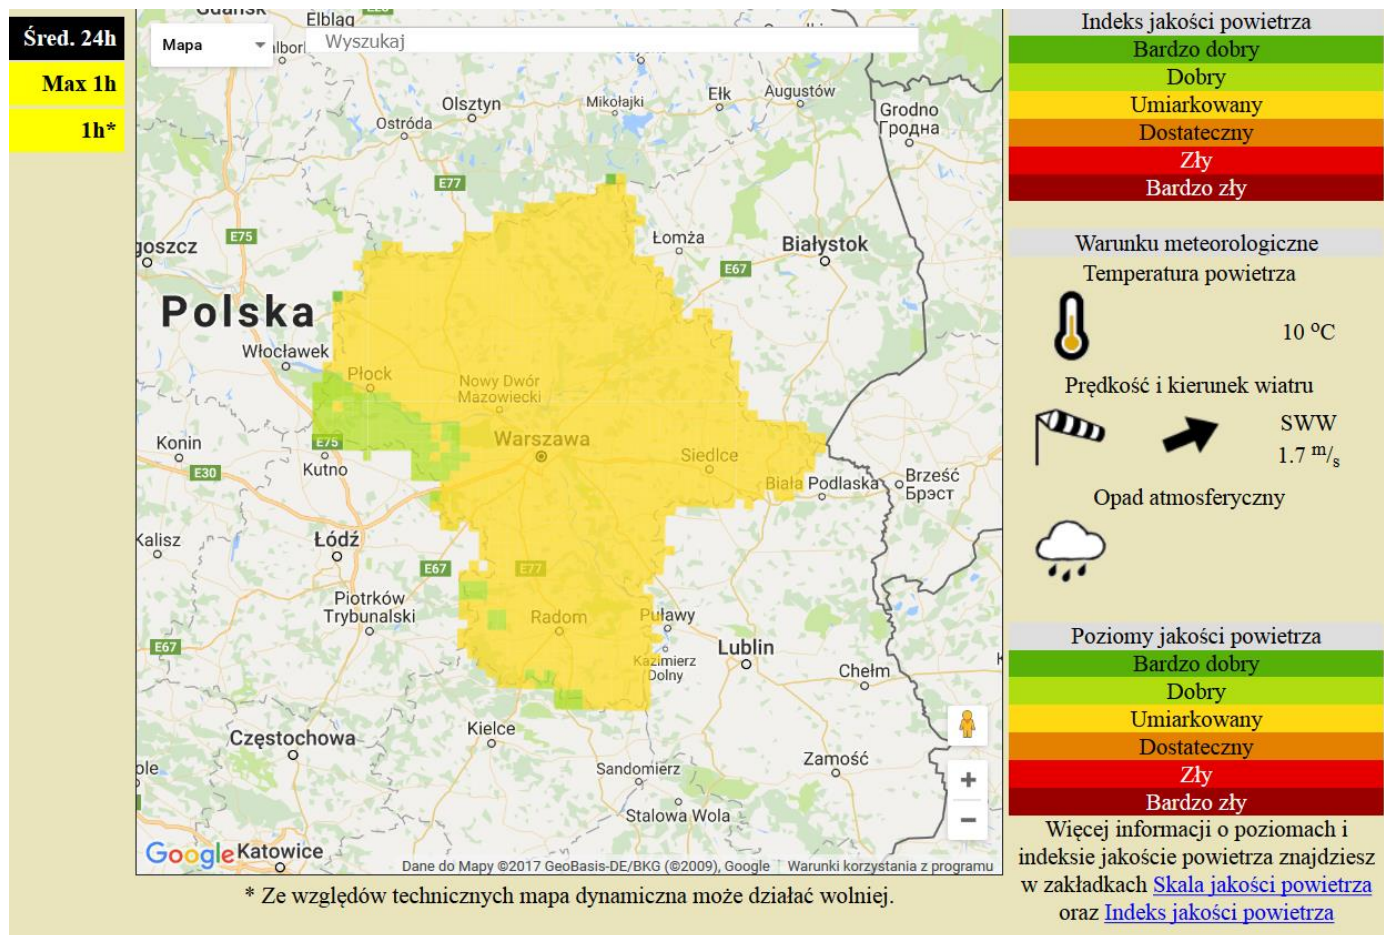 Śred. 24h
Max 1h
1h*
Gdańsk
Elbląg
Mapa
Wyszukaj
Olsztyn
Mikołajki
Ełk
Augustów
Ostróda
Grodno
Гродна
E77
E75
Łomża
Białystok
E67
Polska
Włocławek
Płock
Nowy Dwór
Mazowiecki
Konin
E75
Warszawa
Siedlce
E30
Kutno
Biała Podlaska
Brześć
Брэст
Kalisz
Łódź
E67
E77
Piotrków
Trybunalski
Radom
Puławy
E67
Lublin
Kazimierz
Dolny
Chełm
Kielce
Częstochowa
Sandomierz
Zamość
Stalowa Wola
Google
Katowice
Dane do Mapy ©2017 GeoBasis-DE/BKG (©2009), Google
Warunki korzystania z programu
* Ze względów technicznych mapa dynamiczna może działać wolniej.
Indeks jakości powietrza
Bardzo dobry
Dobry
Umiarkowany
Dostateczny
Zły
Bardzo zły
Warunku meteorologiczne
Temperatura powietrza
10 °C
Prędkość i kierunek wiatru
SWW
1.7 m/s
Opad atmosferyczny
Poziomy jakości powietrza
Bardzo dobry
Dobry
Umiarkowany
Dostateczny
Zły
Bardzo zły
Więcej informacji o poziomach i
indeksie jakoście powietrza znajdziesz
w zakładkach Skala jakości powietrza
oraz Indeks jakości powietrza